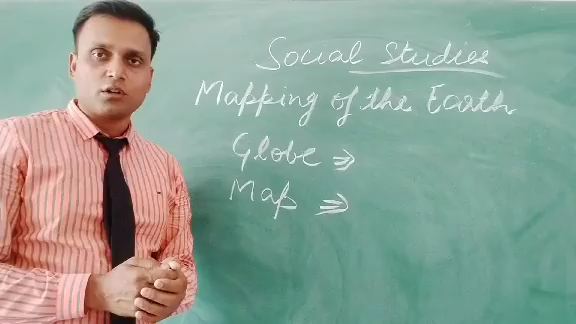 Social Studies
Mapping of the Earth
Globe ⇒
Map ⇒